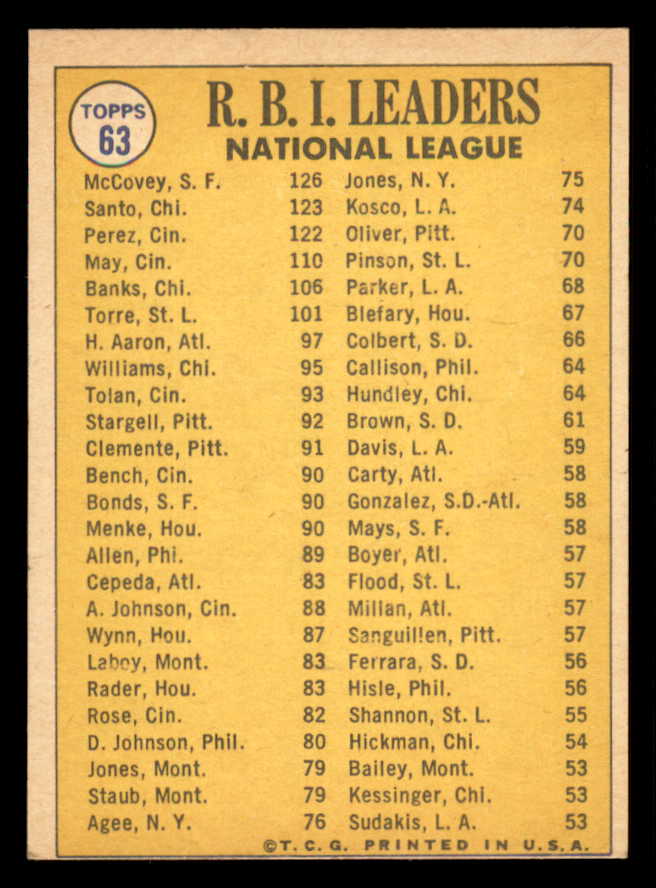 TOPPS
63
R. B. I. LEADERS
NATIONAL LEAGUE
McCovey, S. F. 126
Santo, Chi. 123
Perez, Cin. 122
May, Cin. 110
Banks, Chi. 106
Torre, St. L. 101
H. Aaron, Atl. 97
Williams, Chi. 95
Tolan, Cin. 93
Stargell, Pitt. 92
Clemente, Pitt. 91
Bench, Cin. 90
Bonds, S. F. 90
Menke, Hou. 90
Allen, Phi. 89
Cepeda, Atl. 83
A. Johnson, Cin. 88
Wynn, Hou. 87
Laboy, Mont. 83
Rader, Hou. 83
Rose, Cin. 82
D. Johnson, Phil. 80
Jones, Mont. 79
Staub, Mont. 79
Agee, N. Y. 76
Jones, N. Y. 75
Kosco, L. A. 74
Oliver, Pitt. 70
Pinson, St. L. 70
Parker, L. A. 68
Blefary, Hou. 67
Colbert, S. D. 66
Callison, Phil. 64
Hundley, Chi. 64
Brown, S. D. 61
Davis, L. A. 59
Carty, Atl. 58
Gonzalez, S.D.-Atl. 58
Mays, S. F. 58
Boyer, Atl. 57
Flood, St. L. 57
Millan, Atl. 57
Sanguillen, Pitt. 57
Ferrara, S. D. 56
Hisle, Phil. 56
Shannon, St. L. 55
Hickman, Chi. 54
Bailey, Mont. 53
Kessinger, Chi. 53
Sudakis, L. A. 53
©T. C. G. PRINTED IN U. S. A.